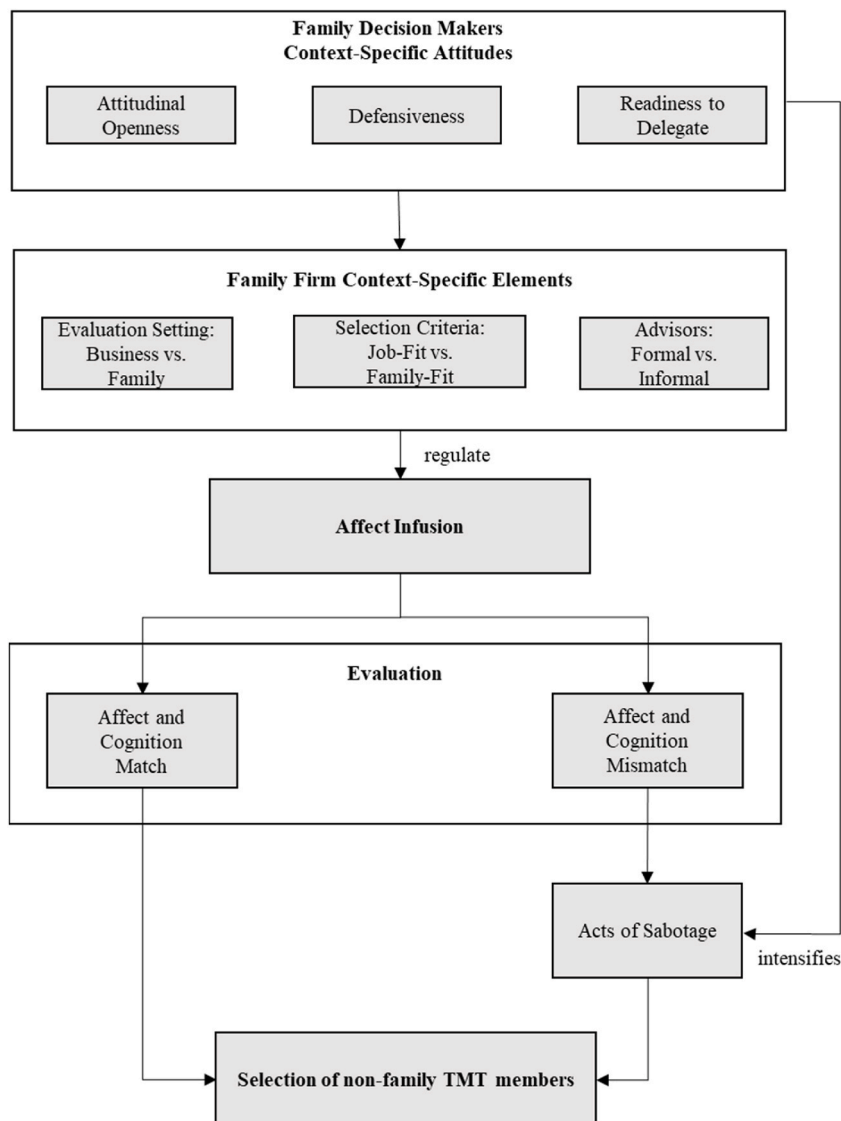 Family Decision Makers
Context-Specific Attitudes
Attitudinal
Openness
Defensiveness
Readiness to
Delegate
Family Firm Context-Specific Elements
Evaluation Setting:
Business vs.
Family
Selection Criteria:
Job-Fit vs.
Family-Fit
Advisors:
Formal vs.
Informal
regulate
Affect Infusion
Evaluation
Affect and
Cognition
Match
Affect and
Cognition
Mismatch
Acts of Sabotage
intensifies
Selection of non-family TMT members